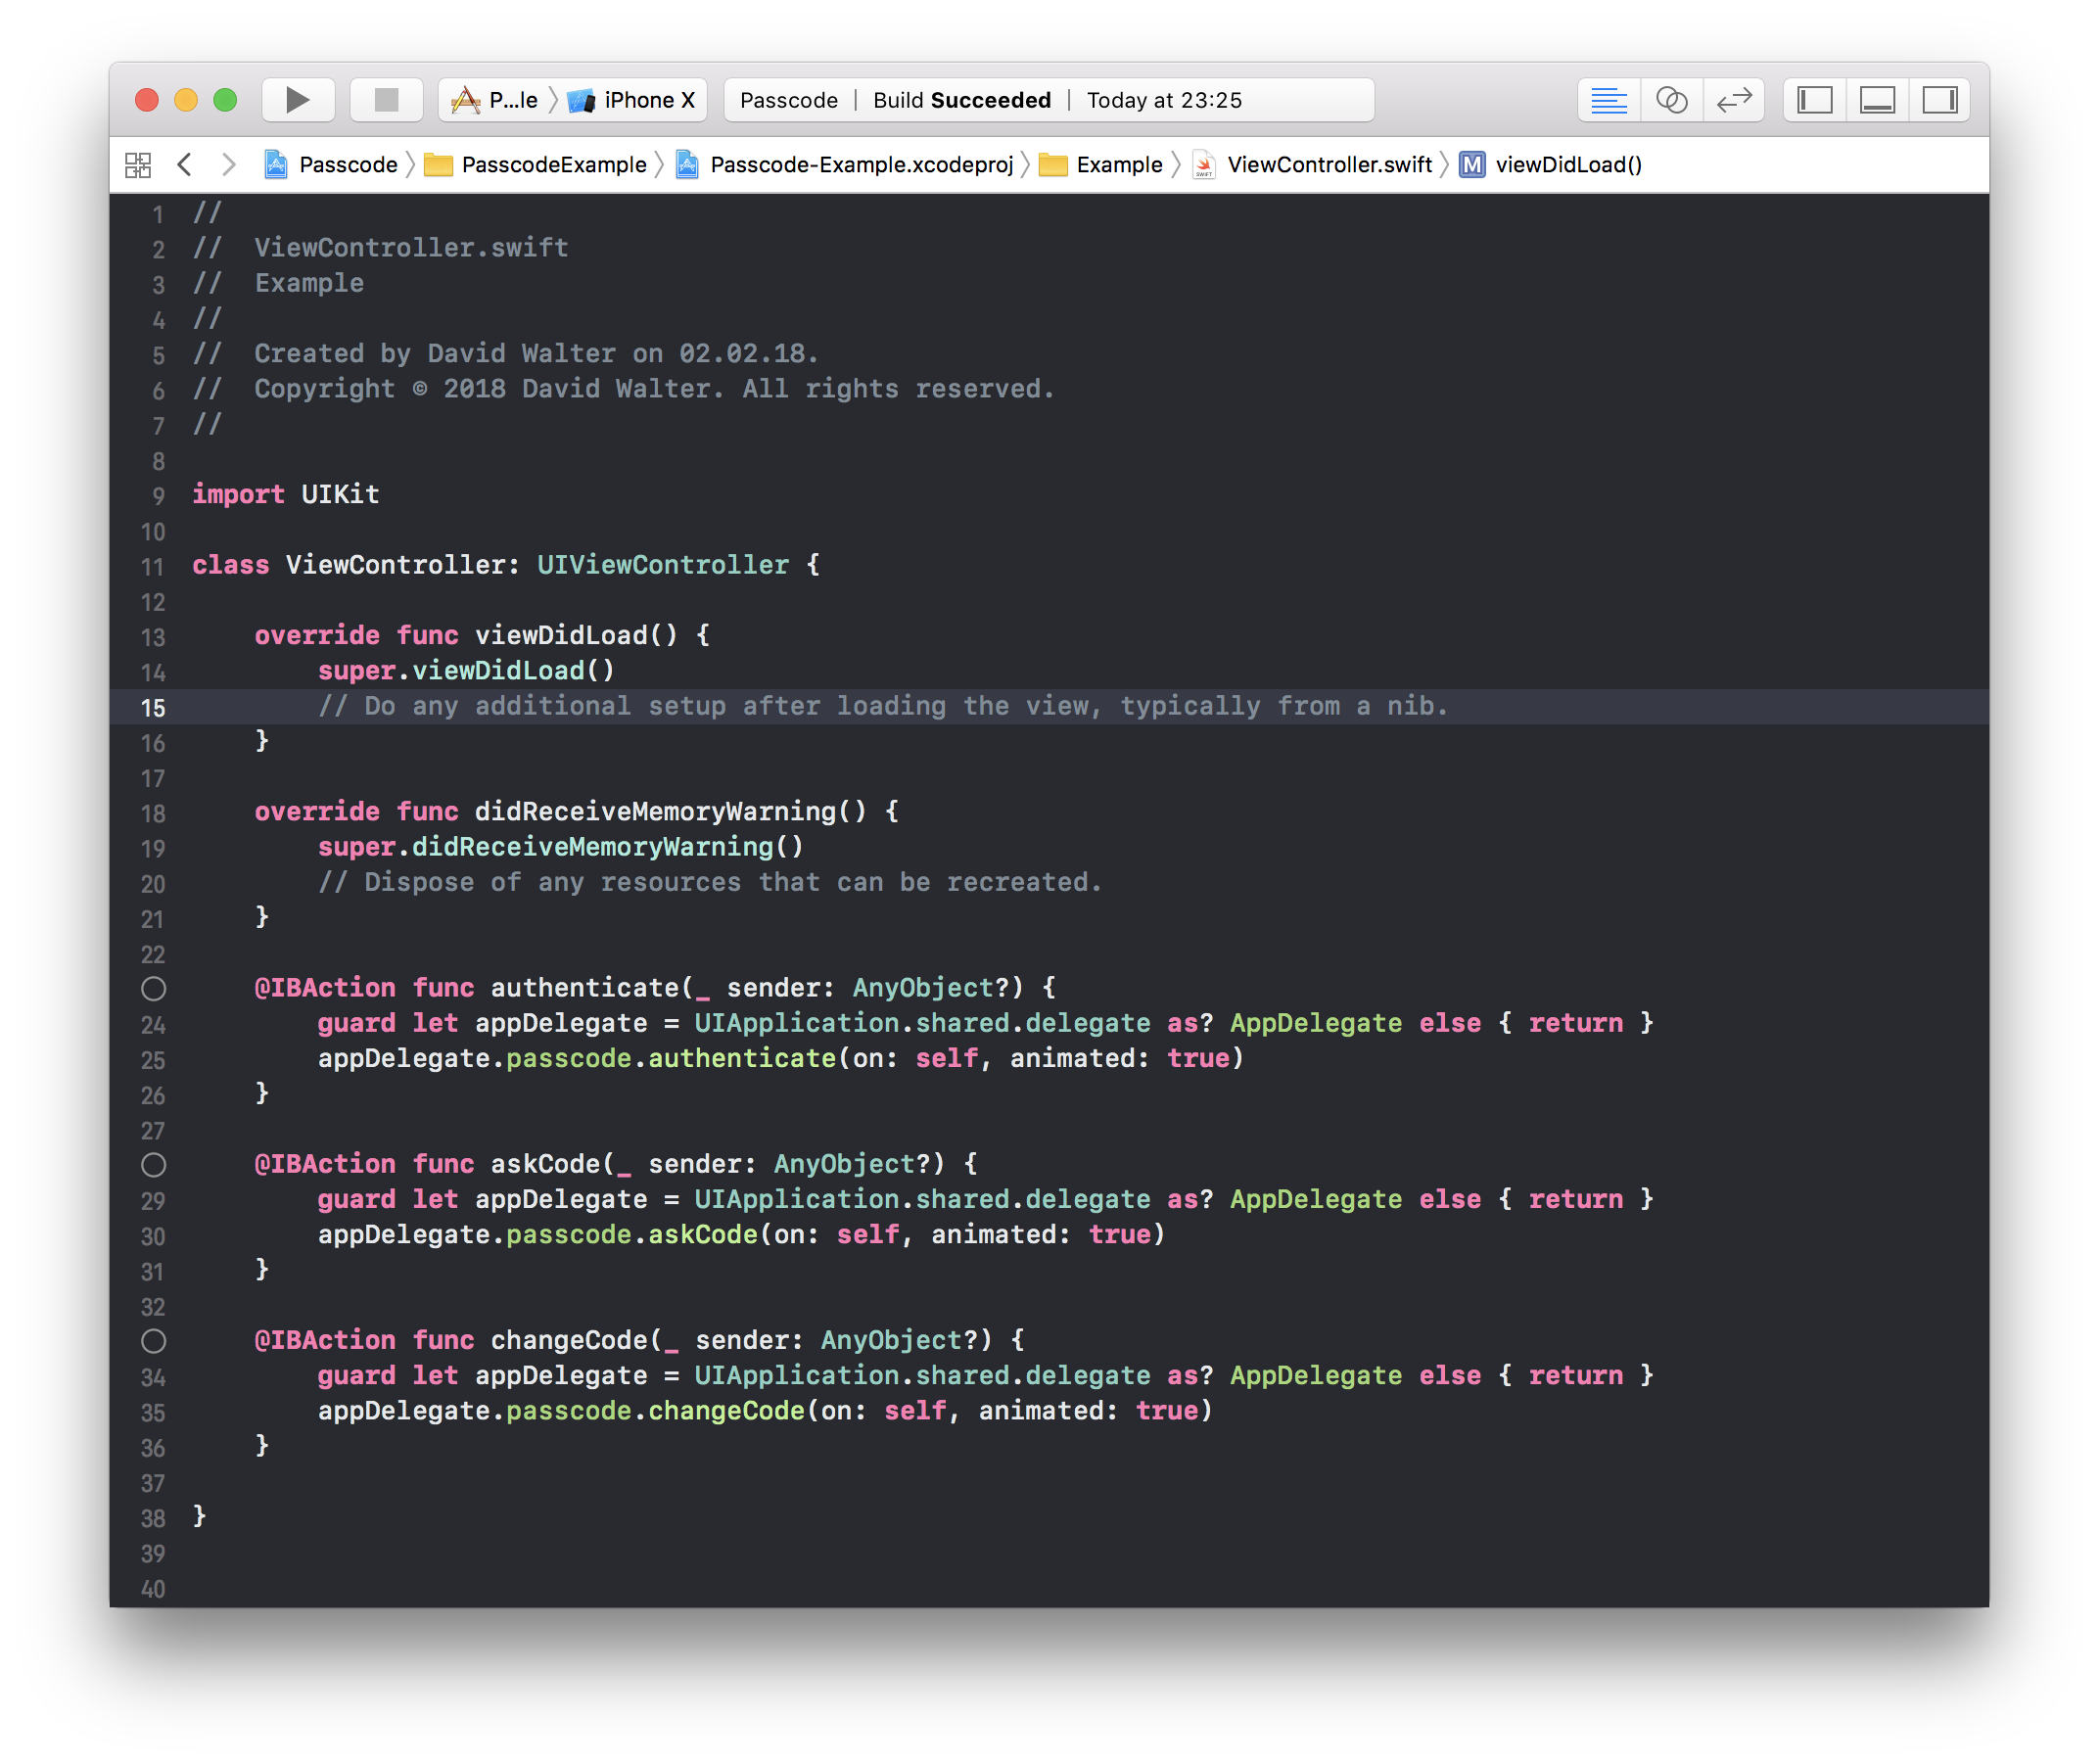 P...le iPhone X Passcode | Build Succeeded | Today at 23:25
Passcode PasscodeExample Passcode-Example.xcodeproj Example ViewController.swift M viewDidLoad()
1 //
2 //  ViewController.swift
3 //  Example
4 //
5 //  Created by David Walter on 02.02.18.
6 //  Copyright © 2018 David Walter. All rights reserved.
7 //
8
9 import UIKit
10
11 class ViewController: UIViewController {
12
13     override func viewDidLoad() {
14         super.viewDidLoad()
15         // Do any additional setup after loading the view, typically from a nib.
16     }
17
18     override func didReceiveMemoryWarning() {
19         super.didReceiveMemoryWarning()
20         // Dispose of any resources that can be recreated.
21     }
22
    @IBAction func authenticate(_ sender: AnyObject?) {
24         guard let appDelegate = UIApplication.shared.delegate as? AppDelegate else { return }
25         appDelegate.passcode.authenticate(on: self, animated: true)
26     }
27
    @IBAction func askCode(_ sender: AnyObject?) {
29         guard let appDelegate = UIApplication.shared.delegate as? AppDelegate else { return }
30         appDelegate.passcode.askCode(on: self, animated: true)
31     }
32
    @IBAction func changeCode(_ sender: AnyObject?) {
34         guard let appDelegate = UIApplication.shared.delegate as? AppDelegate else { return }
35         appDelegate.passcode.changeCode(on: self, animated: true)
36     }
37
38 }
39
40